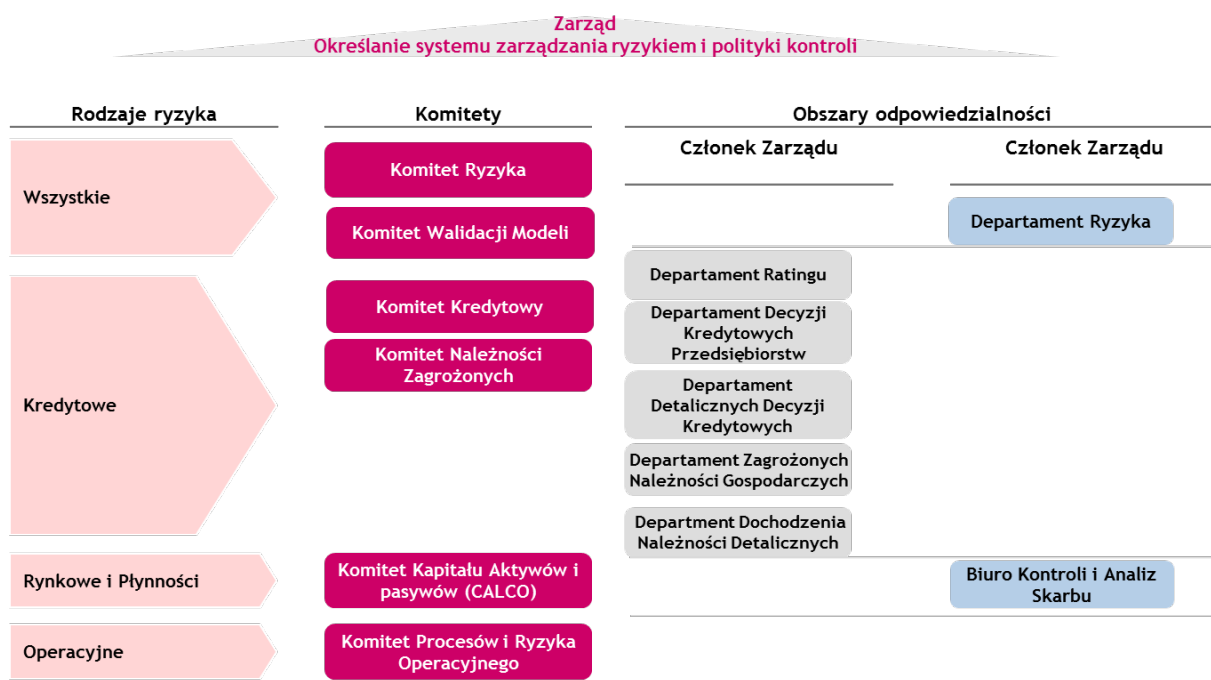 Zarząd
Określanie systemu zarządzania ryzykiem i polityki kontroli
Rodzaje ryzyka
Komitety
Obszary odpowiedzialności
Członek Zarządu
Członek Zarządu
Wszystkie
Komitet Ryzyka
Komitet Walidacji Modeli
Departament Ryzyka
Kredytowe
Komitet Kredytowy
Komitet Należności
Zagrożonych
Departament Ratingu
Departament Decyzji
Kredytowych
Przedsiębiorstw
Departament
Detalicznych Decyzji
Kredytowych
Departament Zagrożonych
Należności Gospodarczych
Department Dochodzenia
Należności Detalicznych
Rynkowe i Płynności
Komitet Kapitału Aktywów i
pasywów (CALCO)
Biuro Kontroli i Analiz
Skarbu
Operacyjne
Komitet Procesów i Ryzyka
Operacyjnego